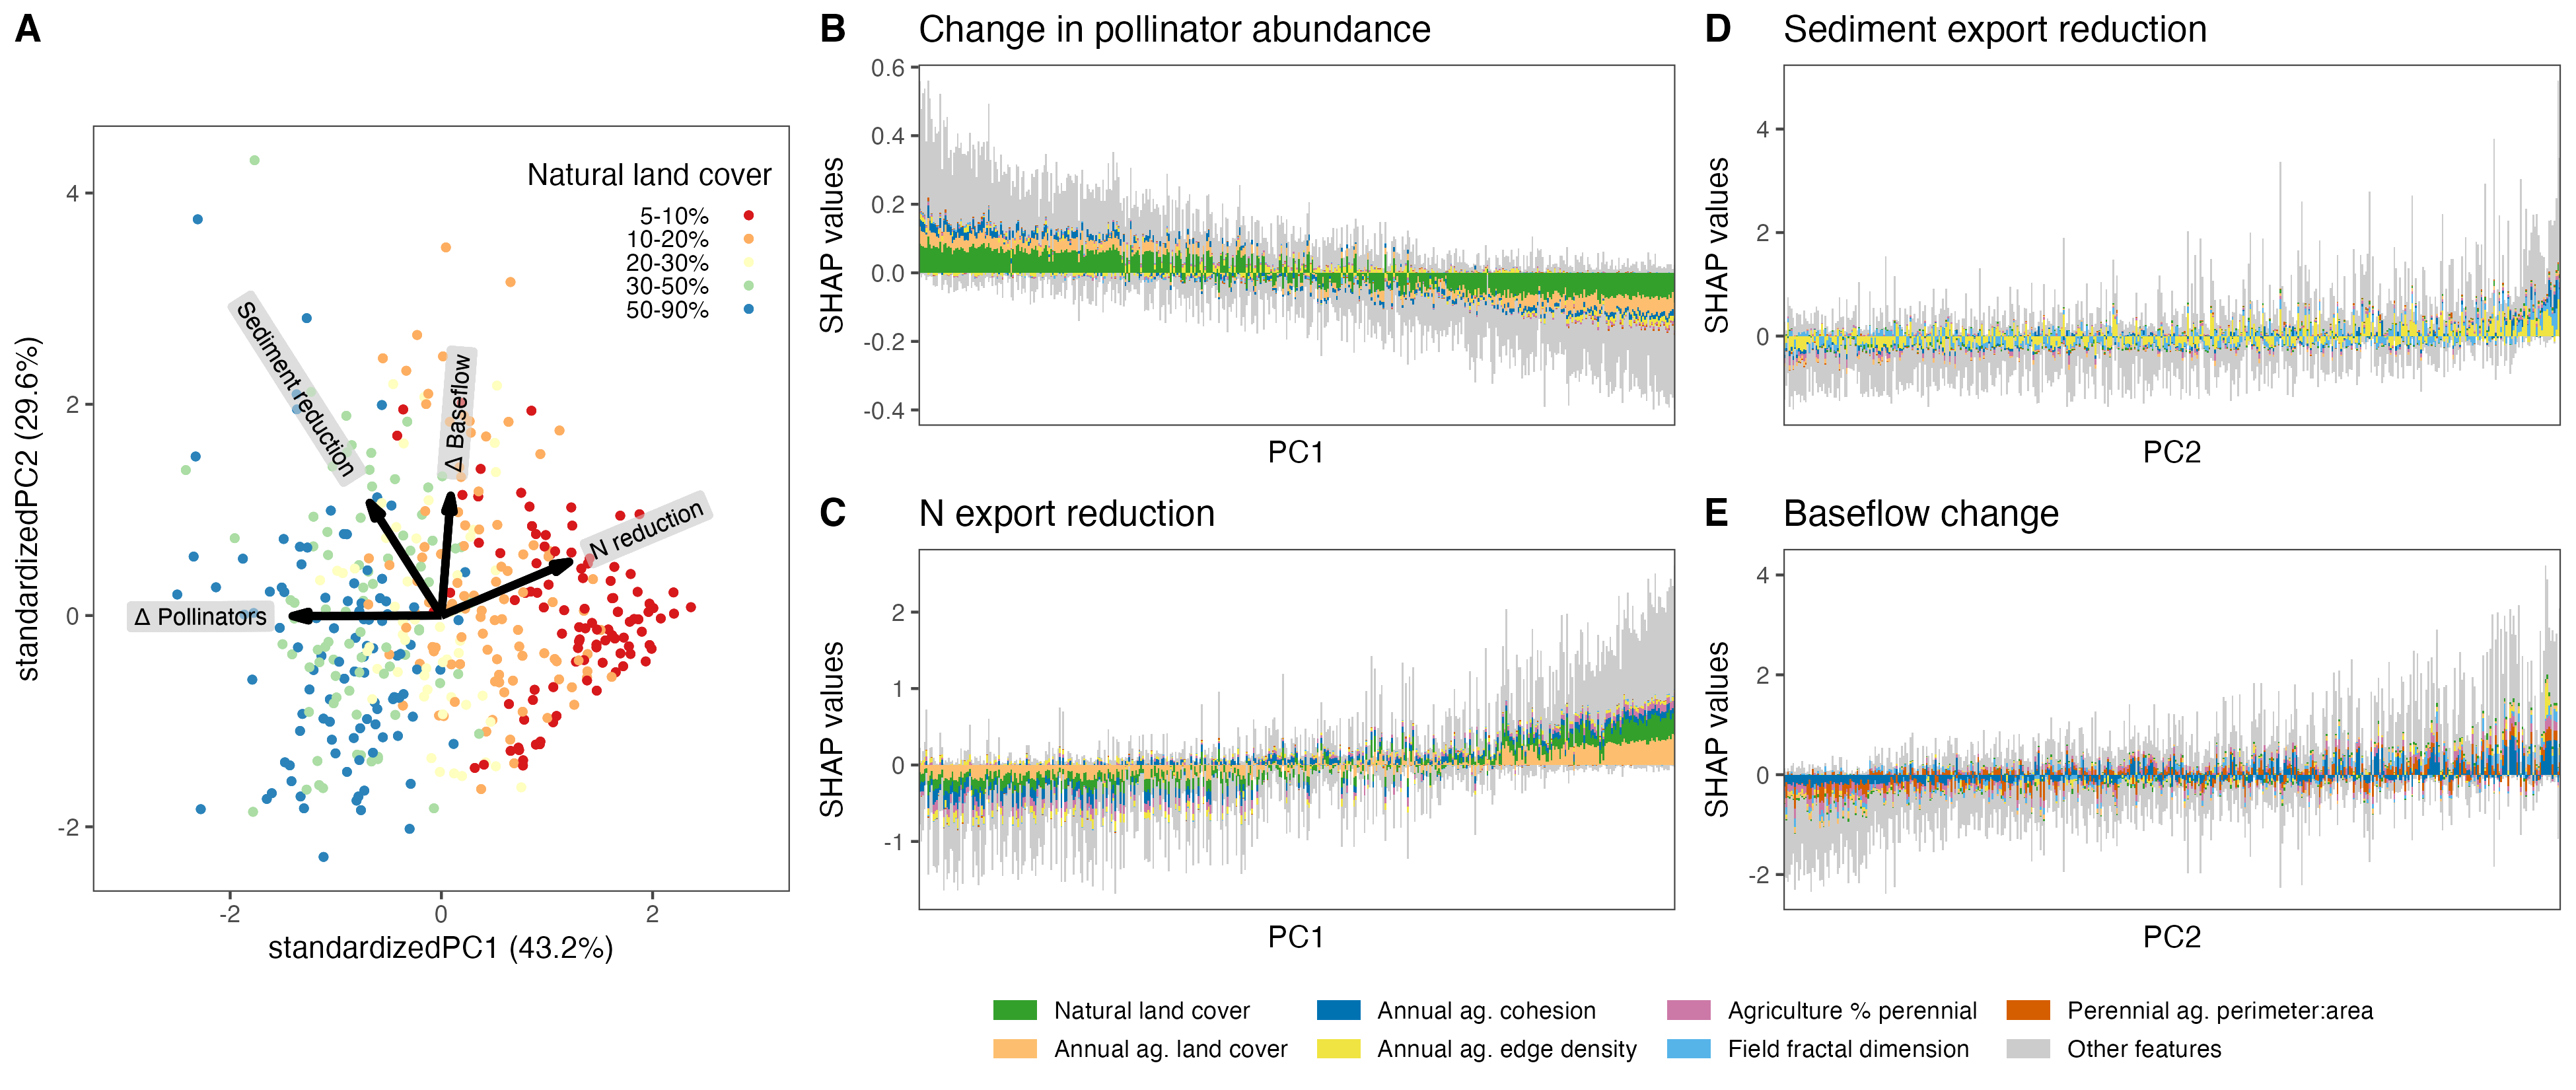 A
Natural land cover
5-10%
10-20%
20-30%
30-50%
50-90%
Sediment reduction
Δ Baseflow
N reduction
Δ Pollinators
4
2
0
-2
-2
0
2
standardizedPC2 (29.6%)
standardizedPC1 (43.2%)
B
Change in pollinator abundance
0.6
0.4
0.2
0.0
-0.2
-0.4
SHAP values
PC1
C
N export reduction
2
1
0
-1
SHAP values
PC1
D
Sediment export reduction
4
2
0
SHAP values
PC2
E
Baseflow change
4
2
0
-2
SHAP values
PC2
Natural land cover
Annual ag. cohesion
Agriculture % perennial
Perennial ag. perimeter:area
Annual ag. land cover
Annual ag. edge density
Field fractal dimension
Other features